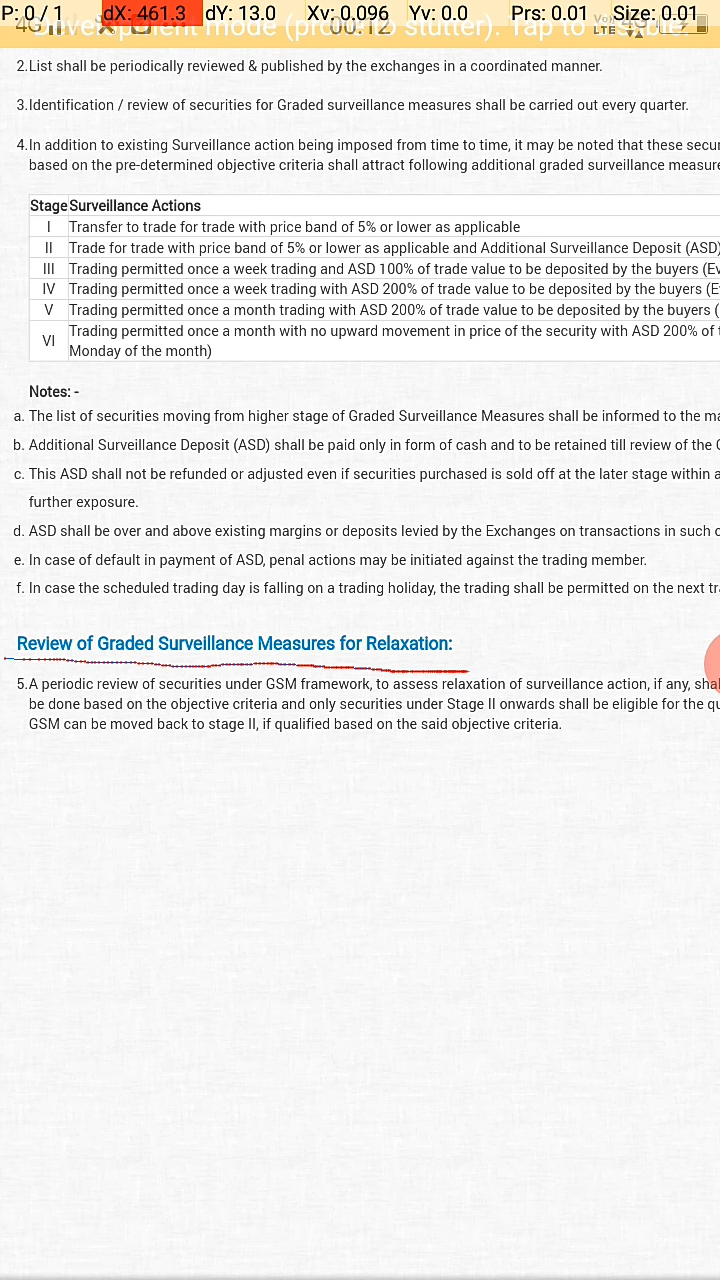 P: 0 / 1 dX: 461.3 dY: 13.0 Xv: 0.096 Yv: 0.0 Prs: 0.01 Size: 0.01
2.List shall be periodically reviewed & published by the exchanges in a coordinated manner.
3.Identification / review of securities for Graded surveillance measures shall be carried out every quarter.
4.In addition to existing Surveillance action being imposed from time to time, it may be noted that these secur
based on the pre-determined objective criteria shall attract following additional graded surveillance measure
Stage Surveillance Actions
I Transfer to trade for trade with price band of 5% or lower as applicable
II Trade for trade with price band of 5% or lower as applicable and Additional Surveillance Deposit (ASD)
III Trading permitted once a week trading and ASD 100% of trade value to be deposited by the buyers (Ev
IV Trading permitted once a week trading with ASD 200% of trade value to be deposited by the buyers (E
V Trading permitted once a month trading with ASD 200% of trade value to be deposited by the buyers (
VI Trading permitted once a month with no upward movement in price of the security with ASD 200% of t
Monday of the month)
Notes: -
a. The list of securities moving from higher stage of Graded Surveillance Measures shall be informed to the ma
b. Additional Surveillance Deposit (ASD) shall be paid only in form of cash and to be retained till review of the
c. This ASD shall not be refunded or adjusted even if securities purchased is sold off at the later stage within a
further exposure.
d. ASD shall be over and above existing margins or deposits levied by the Exchanges on transactions in such
e. In case of default in payment of ASD, penal actions may be initiated against the trading member.
f. In case the scheduled trading day is falling on a trading holiday, the trading shall be permitted on the next tr
Review of Graded Surveillance Measures for Relaxation:
5.A periodic review of securities under GSM framework, to assess relaxation of surveillance action, if any, shal
be done based on the objective criteria and only securities under Stage II onwards shall be eligible for the qu
GSM can be moved back to stage II, if qualified based on the said objective criteria.